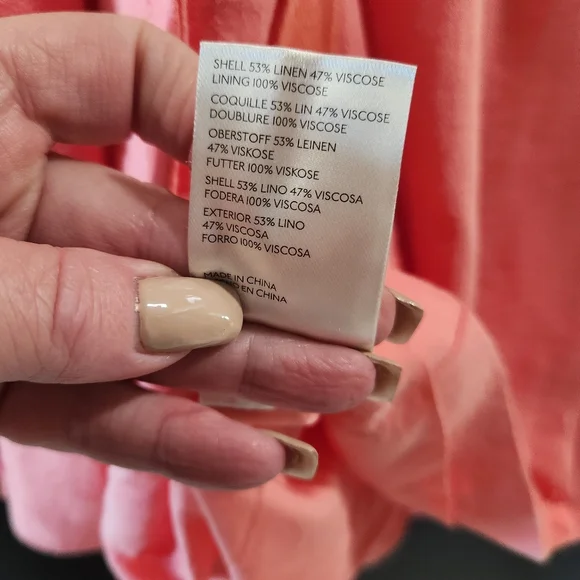 SHELL 53% LINEN 47% VISCOSE
LINING 100% VISCOSE
COQUILLE 53% LIN 47% VISCOSE
DOUBLURE 100% VISCOSE
OBERSTOFF 53% LEINEN
47% VISKOSE
FUTTER 100% VISKOSE
SHELL 53% LINO 47% VISCOSA
FODERA 100% VISCOSA
EXTERIOR 53% LINO
47% VISCOSA
FORRO 100% VISCOSA
MADE IN CHINA
EN CHINA